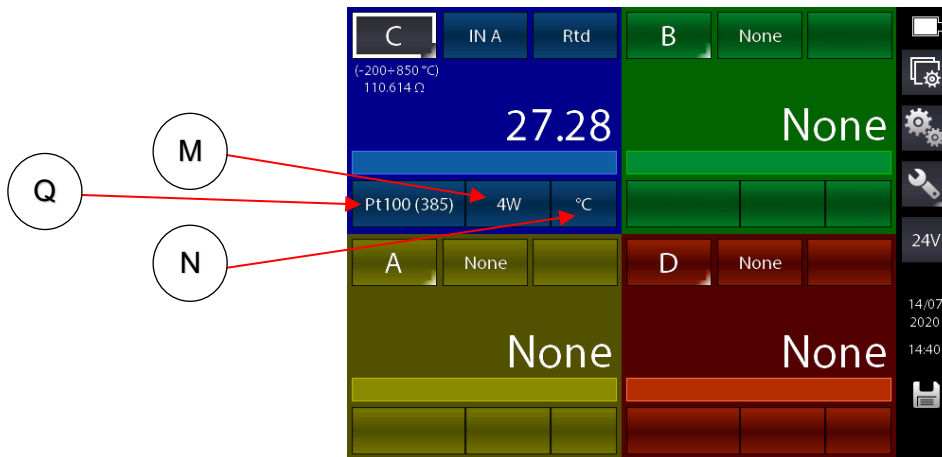 C IN A Rtd
(-200÷850 °C)
110.614 Ω
27.28
Pt100 (385) 4W °C
B None
None
A None
None
D None
None
24V
14/07
2020
14:40
M
Q
N